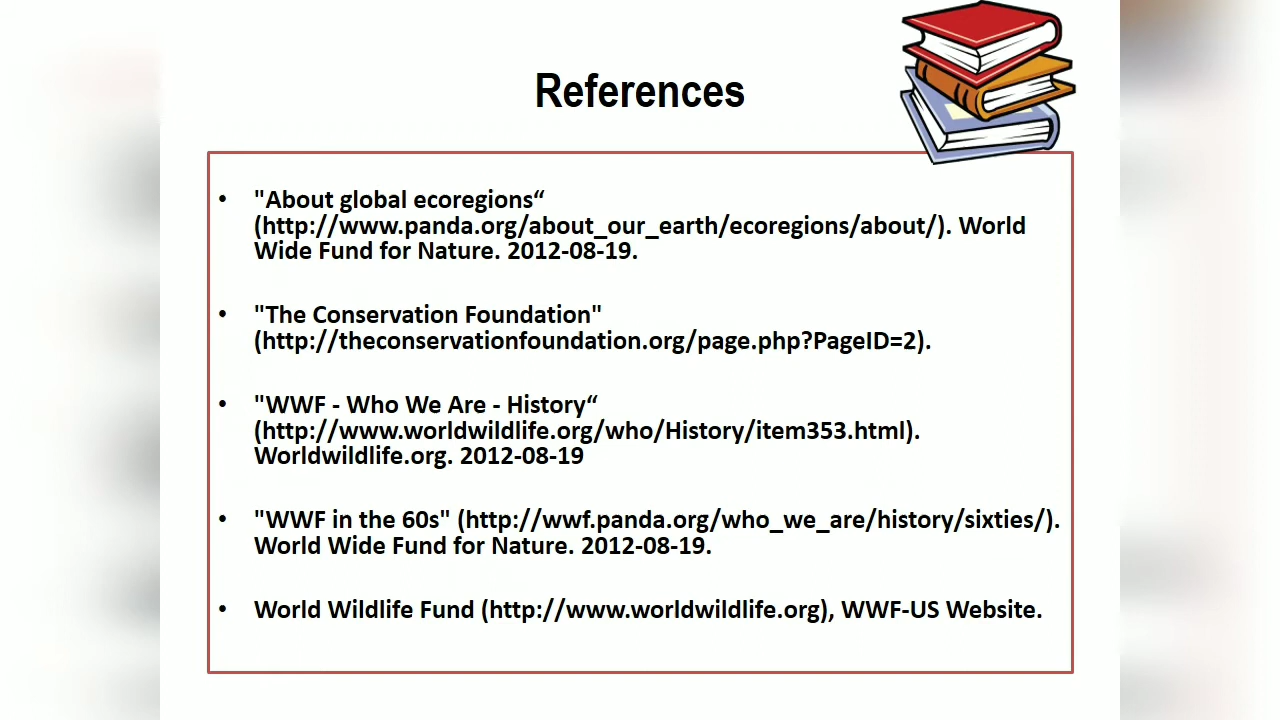 References
• "About global ecoregions“
(http://www.panda.org/about_our_earth/ecoregions/about/). World
Wide Fund for Nature. 2012-08-19.
• "The Conservation Foundation"
(http://theconservationfoundation.org/page.php?PageID=2).
• "WWF - Who We Are - History“
(http://www.worldwildlife.org/who/History/item353.html).
Worldwildlife.org. 2012-08-19
• "WWF in the 60s" (http://wwf.panda.org/who_we_are/history/sixties/).
World Wide Fund for Nature. 2012-08-19.
• World Wildlife Fund (http://www.worldwildlife.org), WWF-US Website.